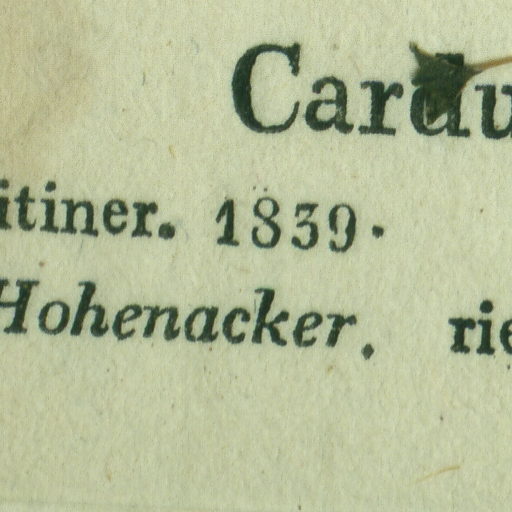 Cardu
itiner. 1839.
Hohenacker. rie